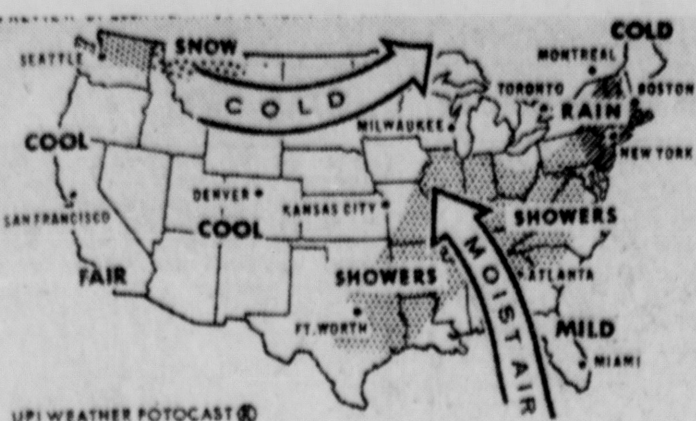 COLD
SNOW
SEATTLE
MONTREAL
COLD
TORONTO
BOSTON
RAIN
MILWAUKEE
COOL
NEW YORK
DENVER
KANSAS CITY
SAN FRANCISCO
SHOWERS
COOL
MOIST AIR
FAIR
SHOWERS
ATLANTA
FT. WORTH
MILD
MIAMI
UPI WEATHER FOTOCAST ®